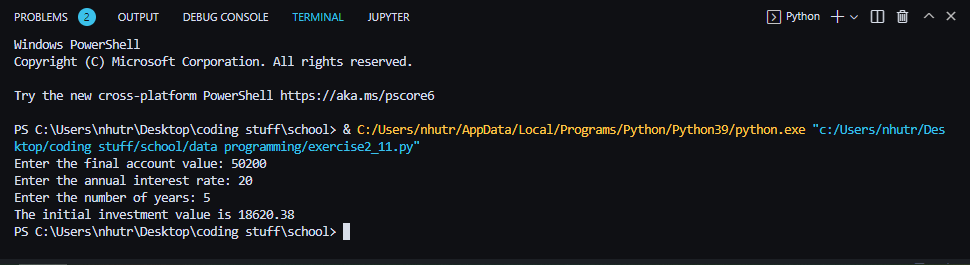 PROBLEMS 2 OUTPUT DEBUG CONSOLE TERMINAL JUPYTER Python
Windows PowerShell
Copyright (C) Microsoft Corporation. All rights reserved.
Try the new cross-platform PowerShell https://aka.ms/pscore6
PS C:\Users\nhutr\Desktop\coding stuff\school> & C:/Users/nhutr/AppData/Local/Programs/Python/Python39/python.exe "c:/Users/nhutr/Des
ktop/coding stuff/school/data programming/exercise2_11.py"
Enter the final account value: 50200
Enter the annual interest rate: 20
Enter the number of years: 5
The initial investment value is 18620.38
PS C:\Users\nhutr\Desktop\coding stuff\school>